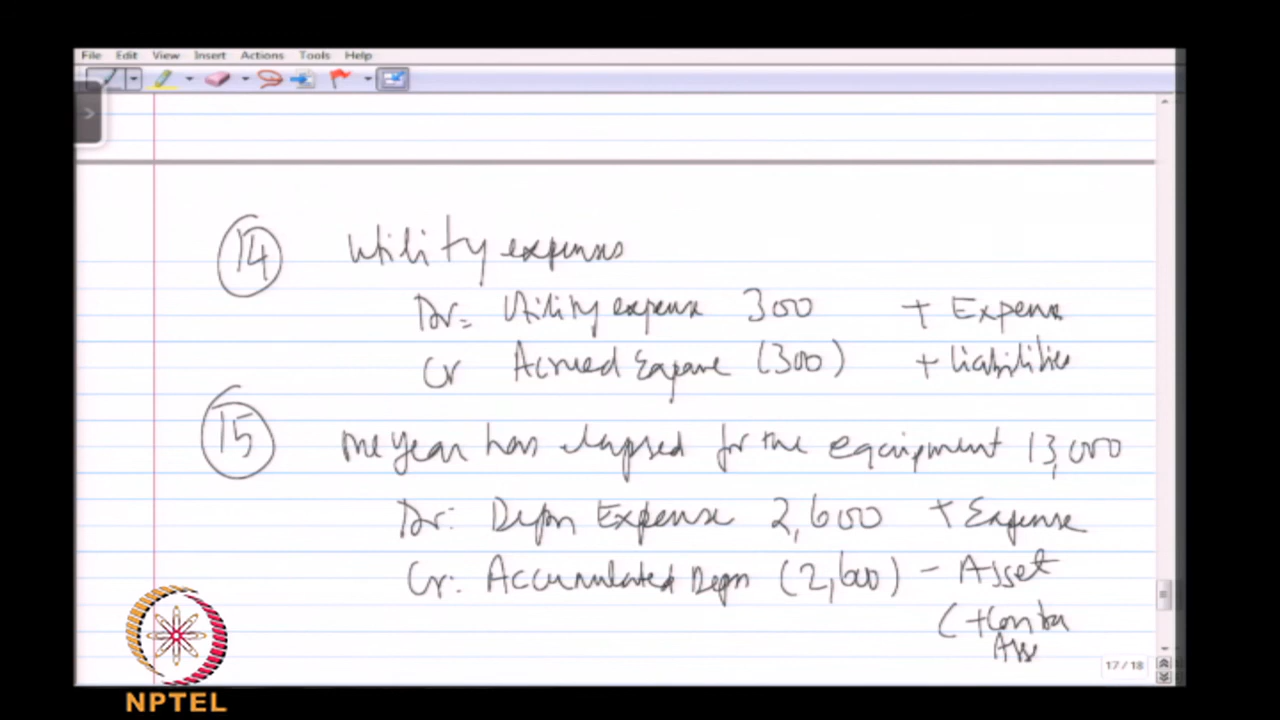 File Edit View Insert Actions Tools Help
14 Utility expenses
Dr: Utility expense 300 + Expense
Cr Accrued Expense (300) + Liabilities
15 One year has elapsed for the equipment 13,000
Dr: Depn Expense 2,600 + Expense
Cr: Accumulated Depn (2,600) - Asset
(+ Contra
Ass
17 / 18
NPTEL